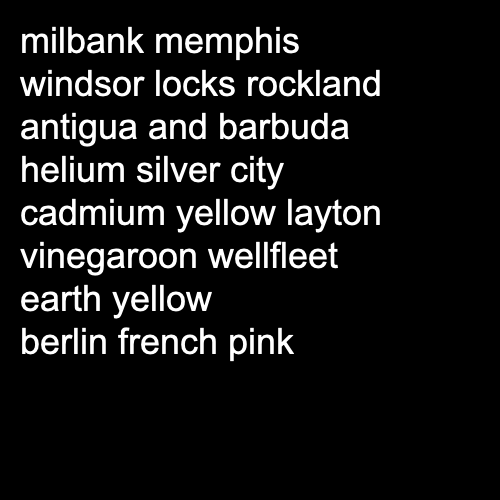 milbank memphis
windsor locks rockland
antigua and barbuda
helium silver city
cadmium yellow layton
vinegaroon wellfleet
earth yellow
berlin french pink